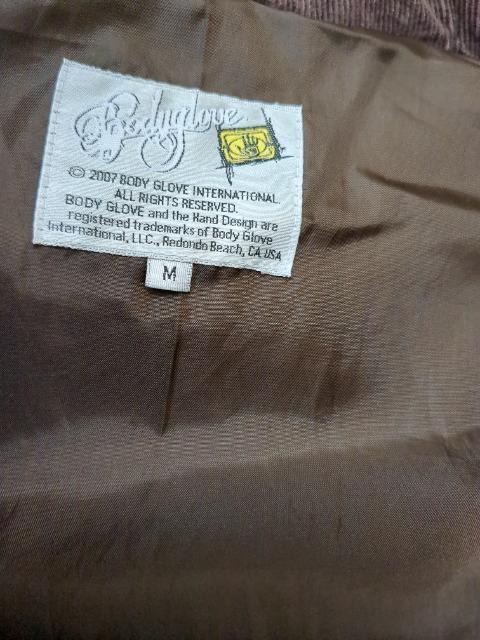 Bodyglove
© 2007 BODY GLOVE INTERNATIONAL
ALL RIGHTS RESERVED.
BODY GLOVE and the Hand Design are
registered trademarks of Body Glove
International, LLC., Redondo Beach, CA USA
M